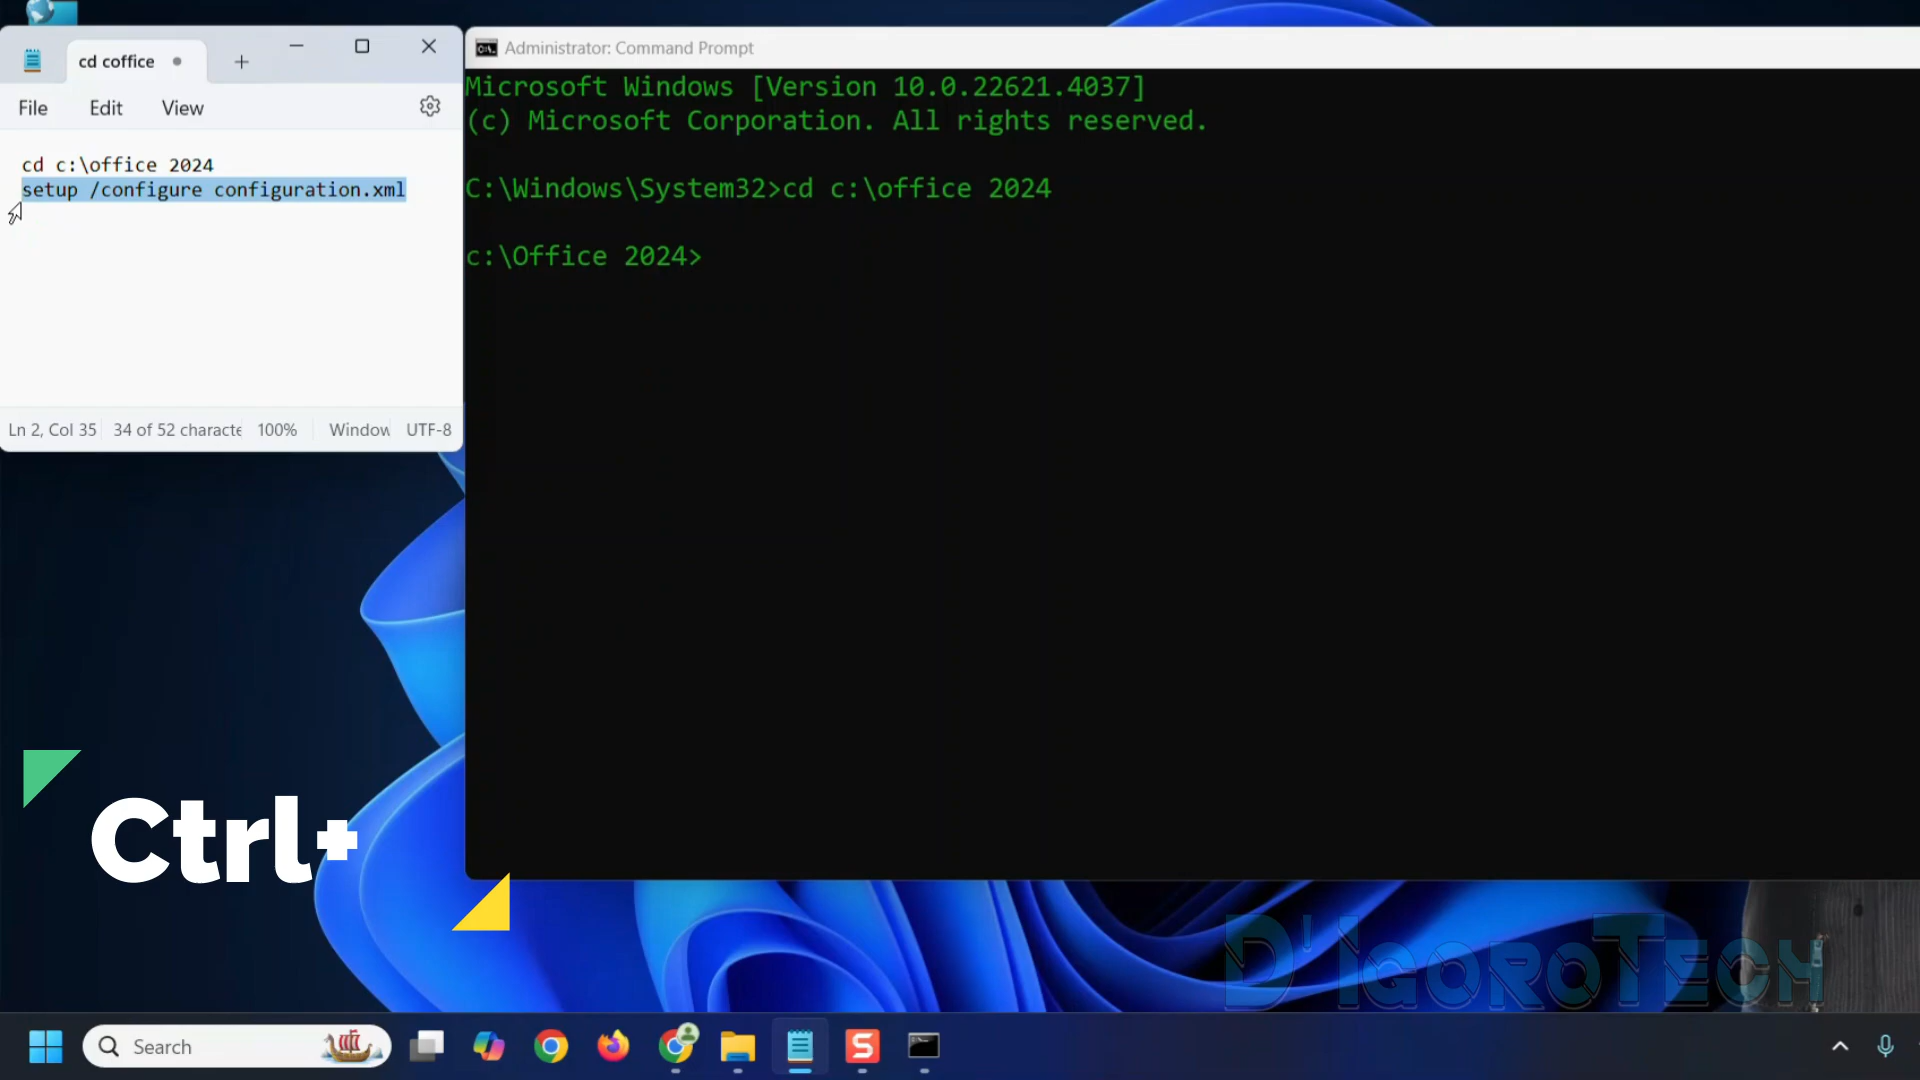 cd coffice
File Edit View
cd c:\office 2024
setup /configure configuration.xml
Ln 2, Col 35 34 of 52 characte 100% Window UTF-8
Administrator: Command Prompt
Microsoft Windows [Version 10.0.22621.4037]
(c) Microsoft Corporation. All rights reserved.
C:\Windows\System32>cd c:\office 2024
c:\Office 2024>
Ctrl+
D'IGOROTECH
Search